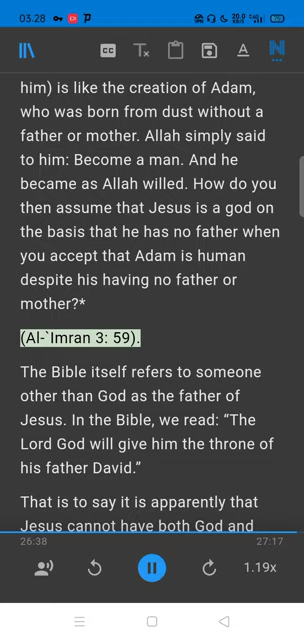 03.28
20.0
KB/S
him) is like the creation of Adam,
who was born from dust without a
father or mother. Allah simply said
to him: Become a man. And he
became as Allah willed. How do you
then assume that Jesus is a god on
the basis that he has no father when
you accept that Adam is human
despite his having no father or
mother?*
(Al-`Imran 3: 59).
The Bible itself refers to someone
other than God as the father of
Jesus. In the Bible, we read: “The
Lord God will give him the throne of
his father David.”
That is to say it is apparently that
Jesus cannot have both God and
26:38
27:17
1.19x